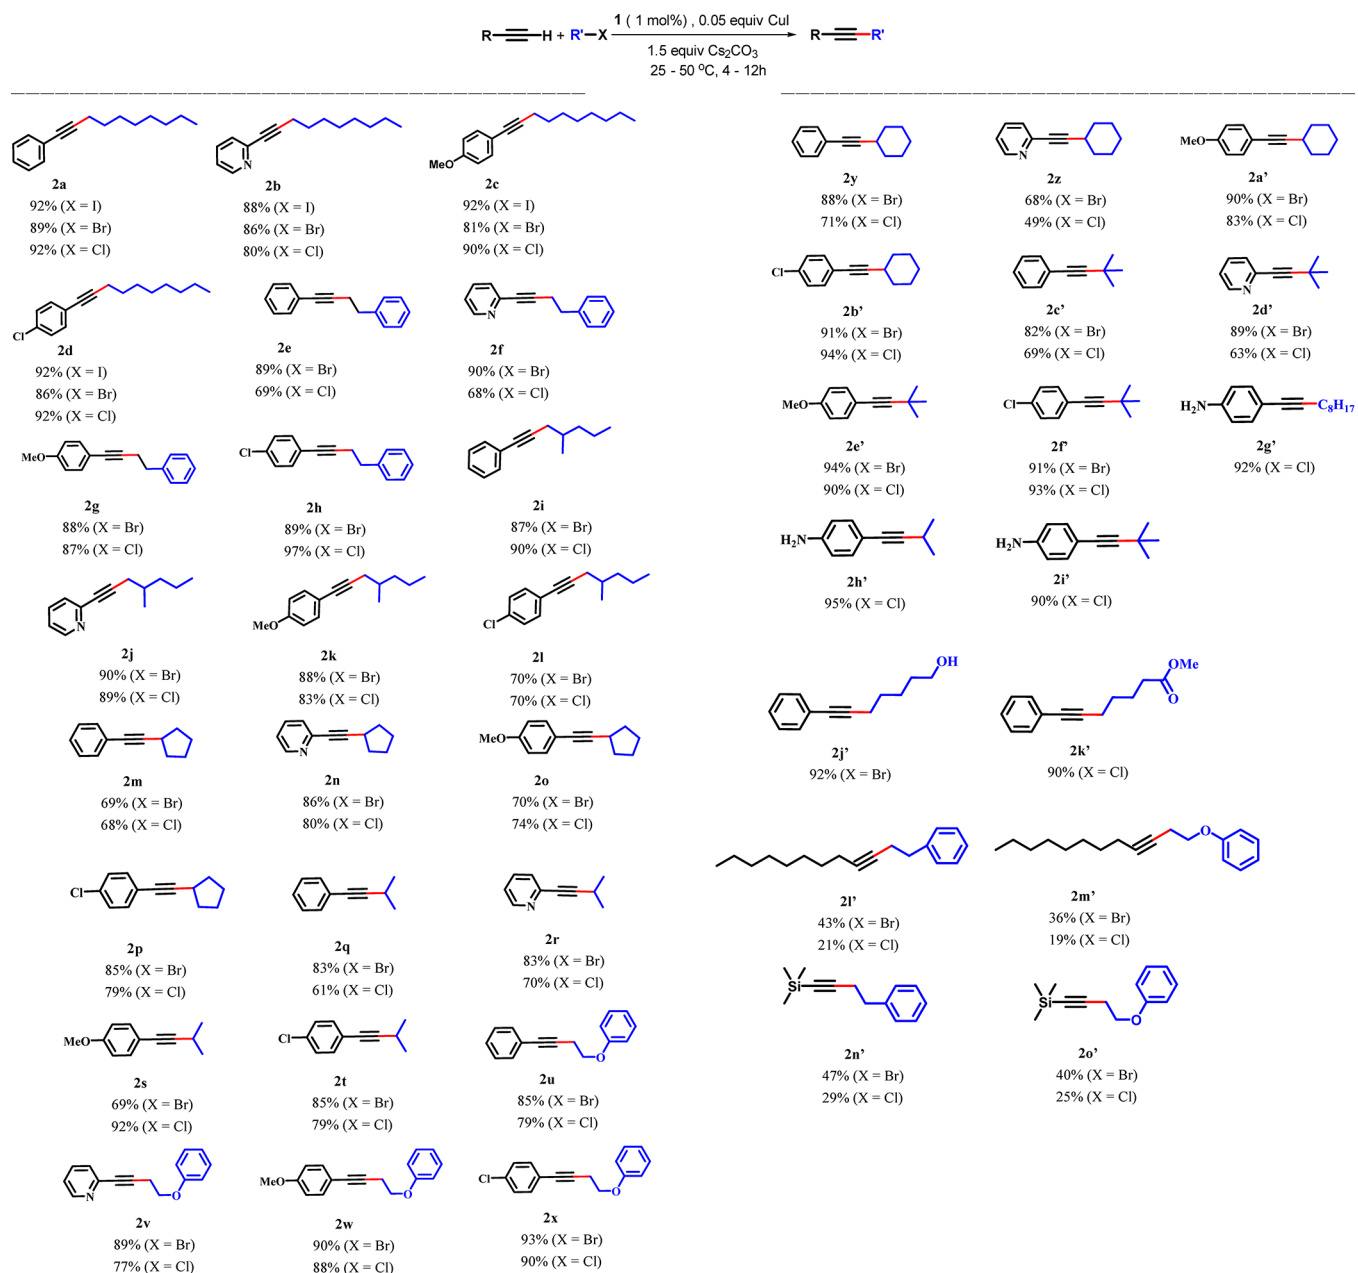 1 ( 1 mol%) , 0.05 equiv CuI
R H + R' X R R'
1.5 equiv Cs₂CO₃
25 - 50 ⁰C, 4 - 12h
2a
92% (X = I)
89% (X = Br)
92% (X = Cl)
N
2b
88% (X = I)
86% (X = Br)
80% (X = Cl)
MeO
2c
92% (X = I)
81% (X = Br)
90% (X = Cl)
Cl
2d
92% (X = I)
86% (X = Br)
92% (X = Cl)
2e
89% (X = Br)
69% (X = Cl)
N
2f
90% (X = Br)
68% (X = Cl)
MeO
2g
88% (X = Br)
87% (X = Cl)
Cl
2h
89% (X = Br)
97% (X = Cl)
2i
87% (X = Br)
90% (X = Cl)
N
2j
90% (X = Br)
89% (X = Cl)
MeO
2k
88% (X = Br)
83% (X = Cl)
Cl
2l
70% (X = Br)
70% (X = Cl)
2m
69% (X = Br)
68% (X = Cl)
N
2n
86% (X = Br)
80% (X = Cl)
MeO
2o
70% (X = Br)
74% (X = Cl)
Cl
2p
85% (X = Br)
79% (X = Cl)
2q
83% (X = Br)
61% (X = Cl)
N
2r
83% (X = Br)
70% (X = Cl)
MeO
2s
69% (X = Br)
92% (X = Cl)
Cl
2t
85% (X = Br)
79% (X = Cl)
O
2u
85% (X = Br)
79% (X = Cl)
N O
2v
89% (X = Br)
77% (X = Cl)
MeO O
2w
90% (X = Br)
88% (X = Cl)
Cl O
2x
93% (X = Br)
90% (X = Cl)
2y
88% (X = Br)
71% (X = Cl)
N
2z
68% (X = Br)
49% (X = Cl)
MeO
2a'
90% (X = Br)
83% (X = Cl)
Cl
2b'
91% (X = Br)
94% (X = Cl)
2c'
82% (X = Br)
69% (X = Cl)
N
2d'
89% (X = Br)
63% (X = Cl)
MeO
2e'
94% (X = Br)
90% (X = Cl)
Cl
2f'
91% (X = Br)
93% (X = Cl)
H₂N C₈H₁₇
2g'
92% (X = Cl)
H₂N
2h'
95% (X = Cl)
H₂N
2i'
90% (X = Cl)
OH
2j'
92% (X = Br)
OMe
O
2k'
90% (X = Cl)
2l'
43% (X = Br)
21% (X = Cl)
O
2m'
36% (X = Br)
19% (X = Cl)
Si
2n'
47% (X = Br)
29% (X = Cl)
Si O
2o'
40% (X = Br)
25% (X = Cl)